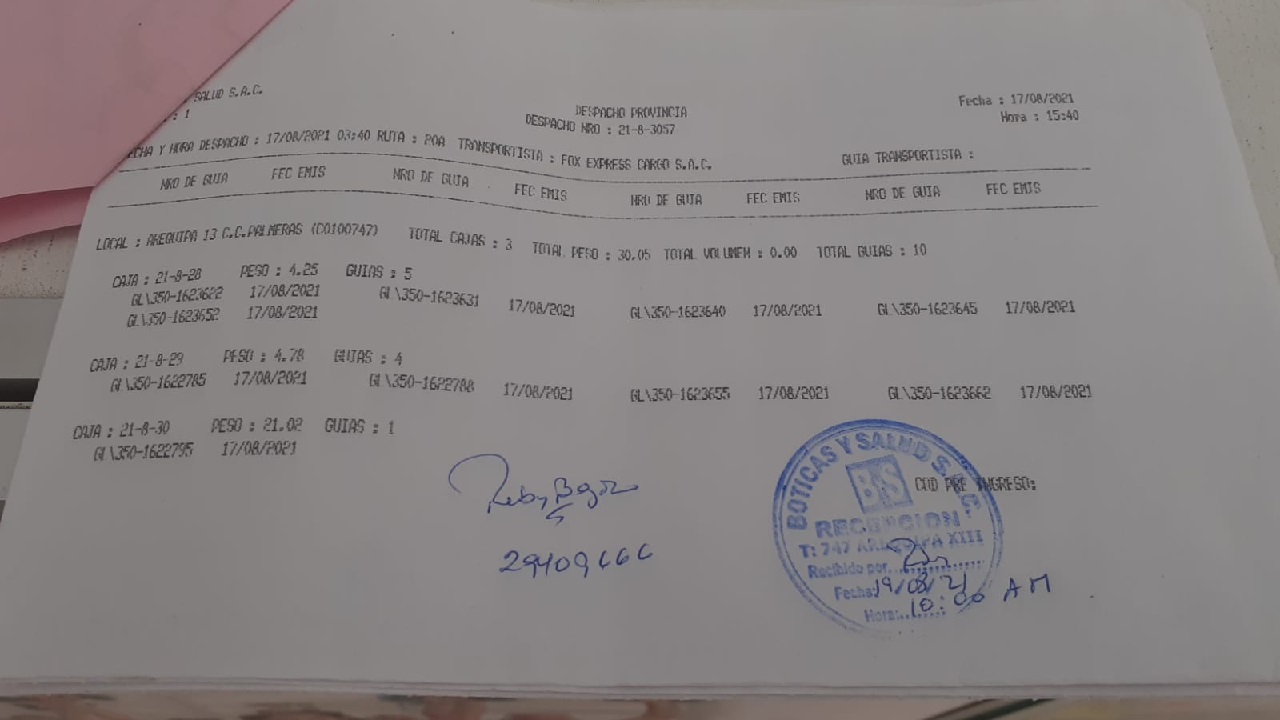 SALUD S.A.C.
: 1
DESPACHO PROVINCIA
DESPACHO NRO : 21-8-3057
Fecha : 17/08/2021
Hora : 15:40
CHA Y HORA DESPACHO : 17/08/2021 03:40 RUTA : 20A TRANSPORTISTA : FOX EXPRESS CARGO S.A.C. GUIA TRANSPORTISTA :
NRO DE GUIA FEC EMIS NRO DE GUIA FEC EMIS NRO DE GUIA FEC EMIS NRO DE GUIA FEC EMIS
LOCAL : AREQUIPA 13 C.C.PALMERAS (C0100747) TOTAL CAJAS : 3 TOTAL PESO : 30.05 TOTAL VOLUMEM : 0.00 TOTAL GUIAS : 10
CAJA : 21-8-28 PESO : 4.25 GUIAS : 5
GL\350-1623622 17/08/2021 GL\350-1623631 17/08/2021 GL\350-1623640 17/08/2021 GL\350-1623645 17/08/2021
GL\350-1623652 17/08/2021
CAJA : 21-8-29 PESO : 4.78 GUIAS : 4
GL\350-1622785 17/08/2021 GL\350-1622788 17/08/2021 GL\350-1623655 17/08/2021 GL\350-1623662 17/08/2021
CAJA : 21-8-30 PESO : 21.02 GUIAS : 1
GL\350-1622795 17/08/2021
29409666
BOTICAS Y SALUD S.A.C.
BS
COD PRE INGRESO:
RECEPCION
T: 747 AREQUIPA XIII
Recibido por
Fecha: 19/08/21
Hora: 10:00 AM